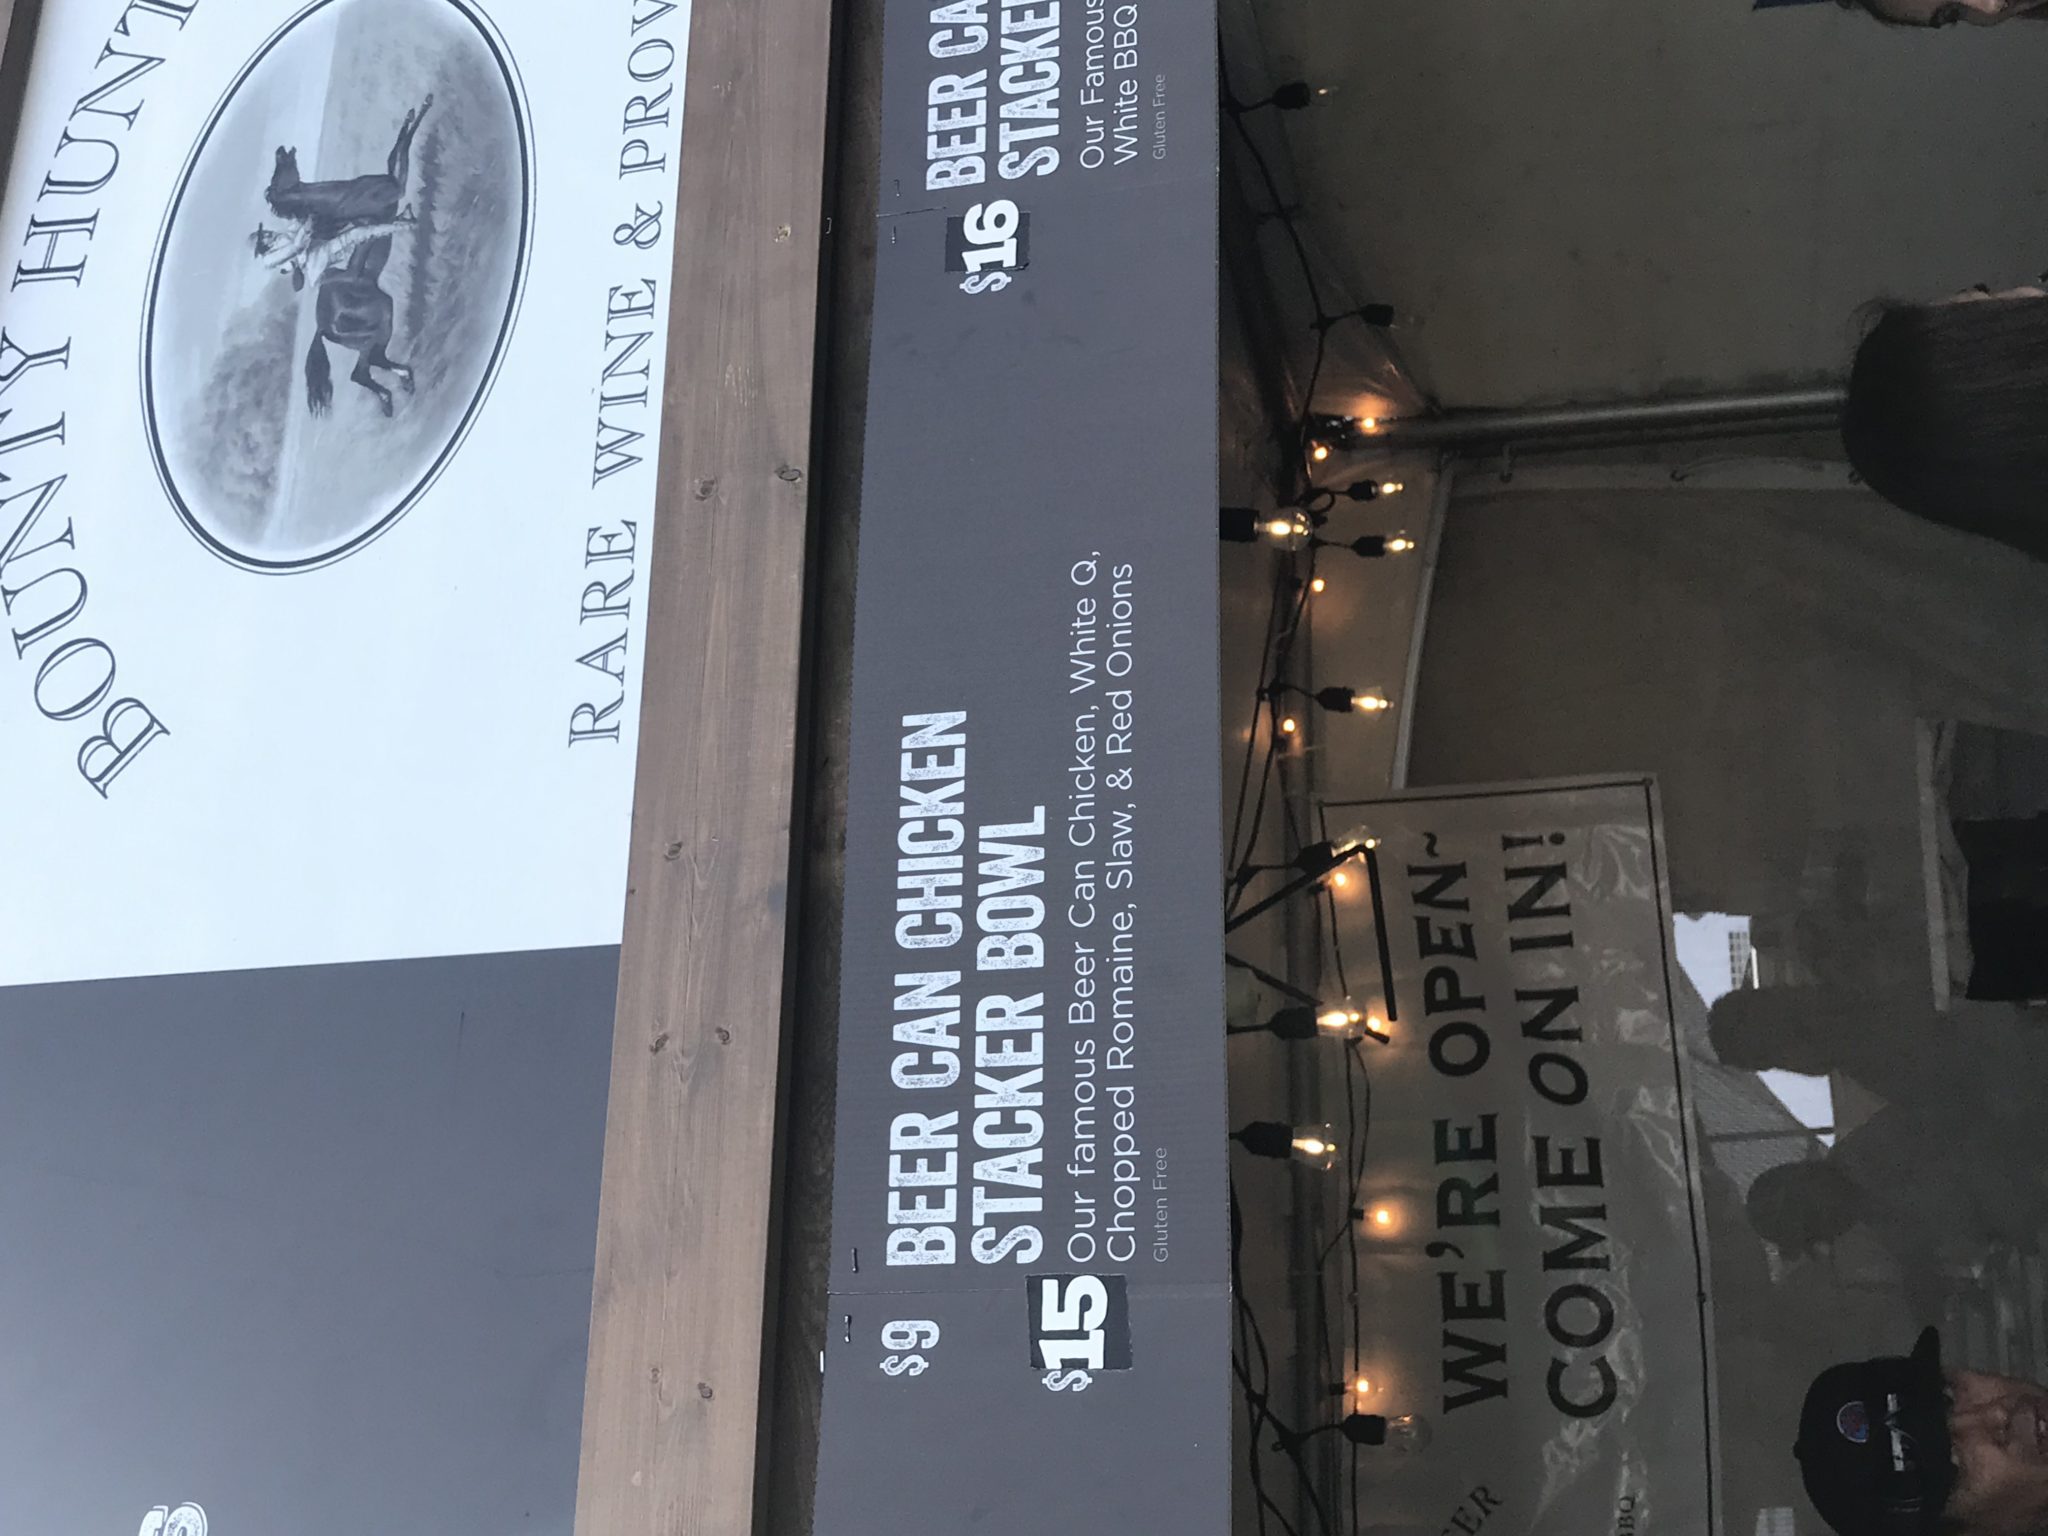 BOUNTY HUNT
RARE WINE & PROV
$9
$15
BEER CAN CHICKEN
STACKER BOWL
Our famous Beer Can Chicken, White Q,
Chopped Romaine, Slaw, & Red Onions
Gluten Free
$16
BEER CA
STACKE
Our Famous
White BBQ
Gluten Free
WE'RE OPEN~
COME ON IN!
BBQ